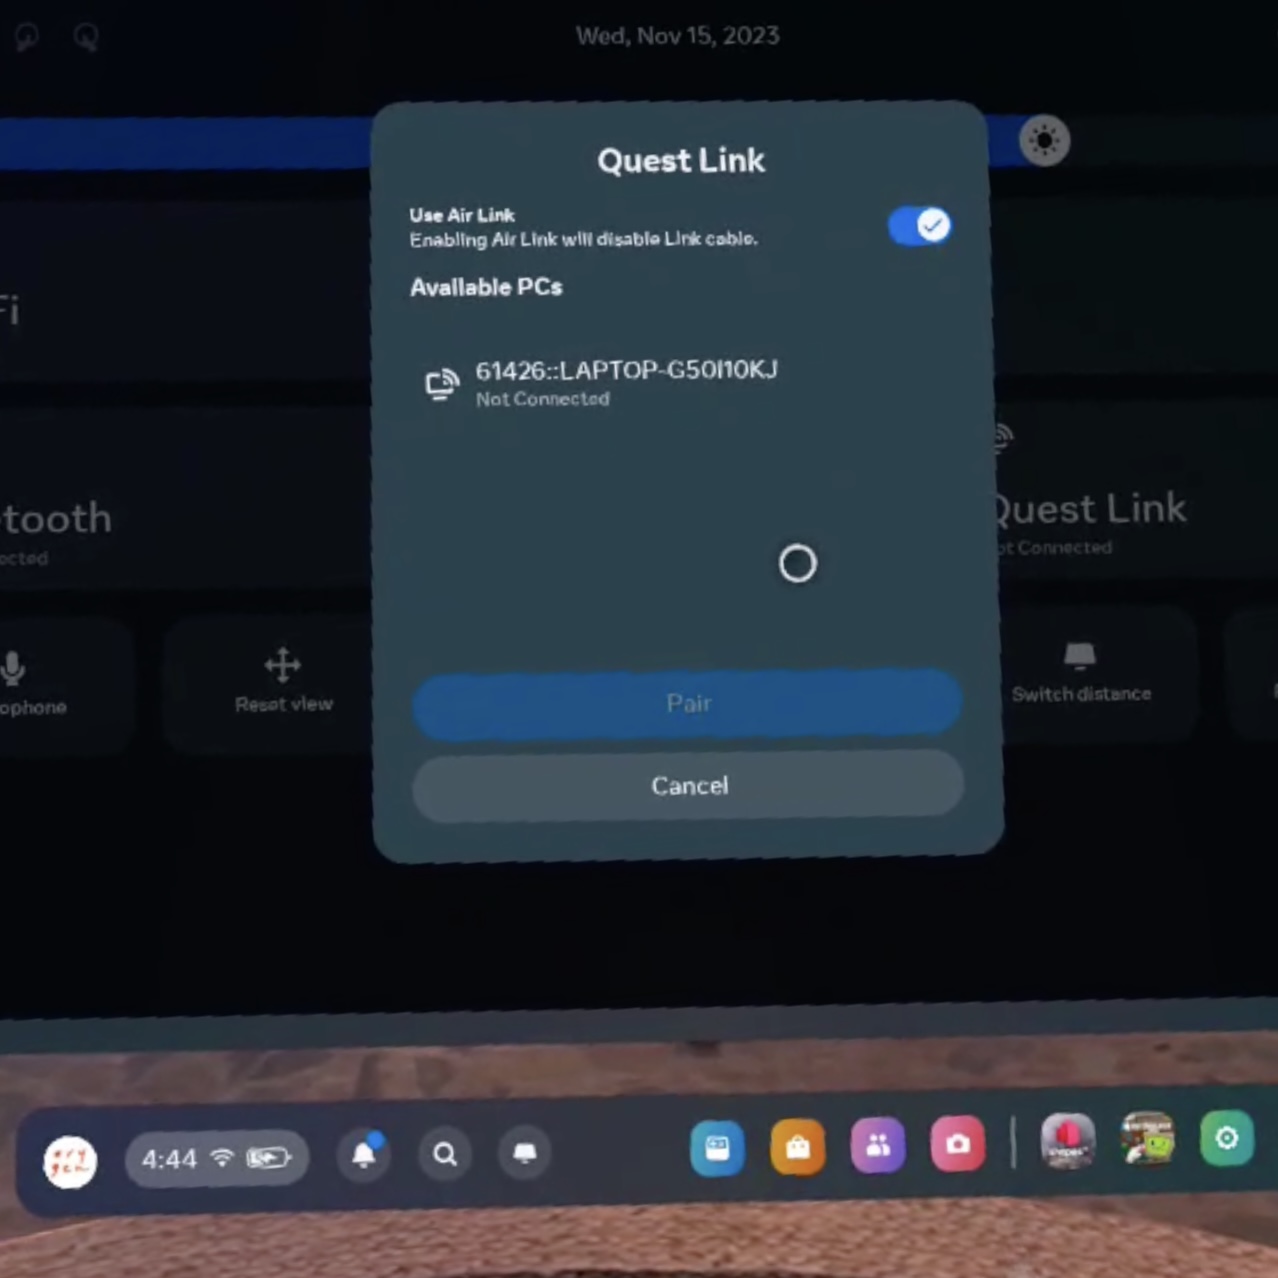 Wed, Nov 15, 2023
Quest Link
Use Air Link
Enabling Air Link will disable Link cable.
Available PCs
Fi
61426::LAPTOP-G50I10KJ
Not Connected
tooth
ected
Quest Link
ot Connected
ophone
Reset view
Switch distance
Pair
Cancel
4:44